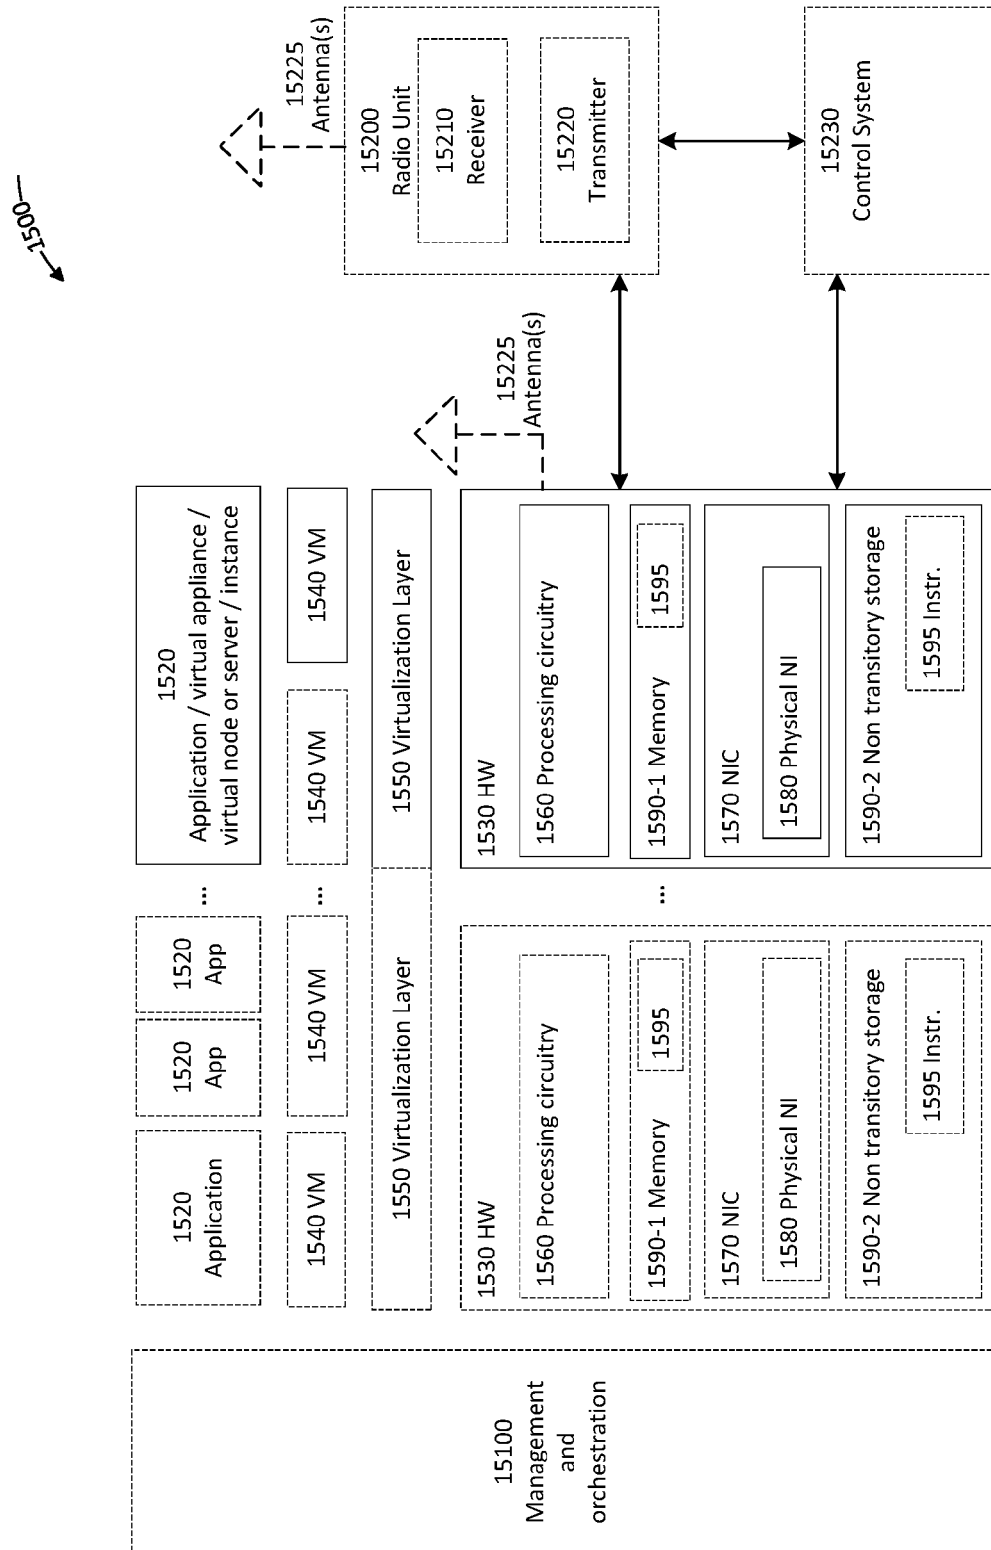 1500
15100
Management
and
orchestration
1520
Application
1520
App
1520
App
...
1520
Application / virtual appliance /
virtual node or server / instance
1540 VM
1540 VM
...
1540 VM
1540 VM
1550 Virtualization Layer
1550 Virtualization Layer
1530 HW
1560 Processing circuitry
1590-1 Memory
1595
1570 NIC
1580 Physical NI
1590-2 Non transitory storage
1595 Instr.
...
1530 HW
1560 Processing circuitry
1590-1 Memory
1595
1570 NIC
1580 Physical NI
1590-2 Non transitory storage
1595 Instr.
15225
Antenna(s)
15225
Antenna(s)
15200
Radio Unit
15210
Receiver
15220
Transmitter
15230
Control System